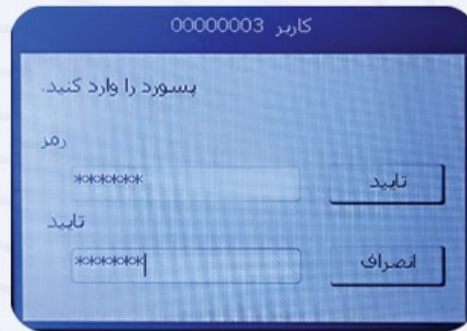 کاربر 00000003
پسورد را وارد کنید.
رمز
******
تایید
تایید
******
انصراف